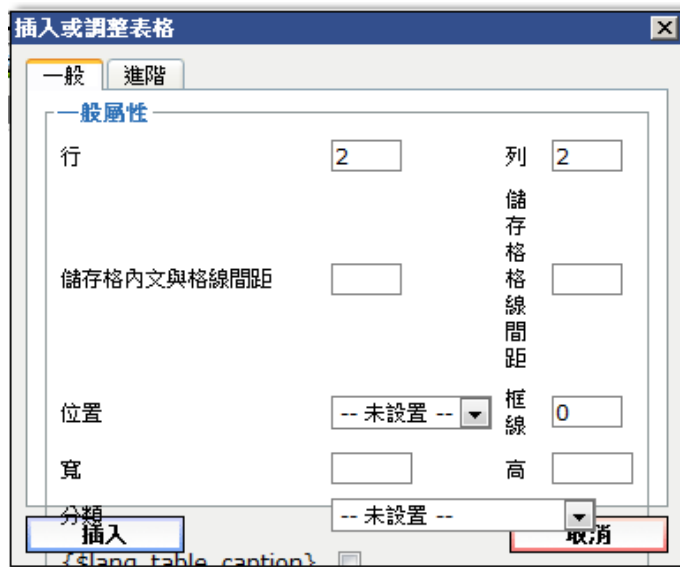 插入或調整表格
一般 進階
一般屬性
行 2 列 2
儲存格內文與格線間距 儲存格格線間距
位置 -- 未設置 -- 框線 0
寬 高
分類 -- 未設置 --
插入 取消
{$lang_table_caption}